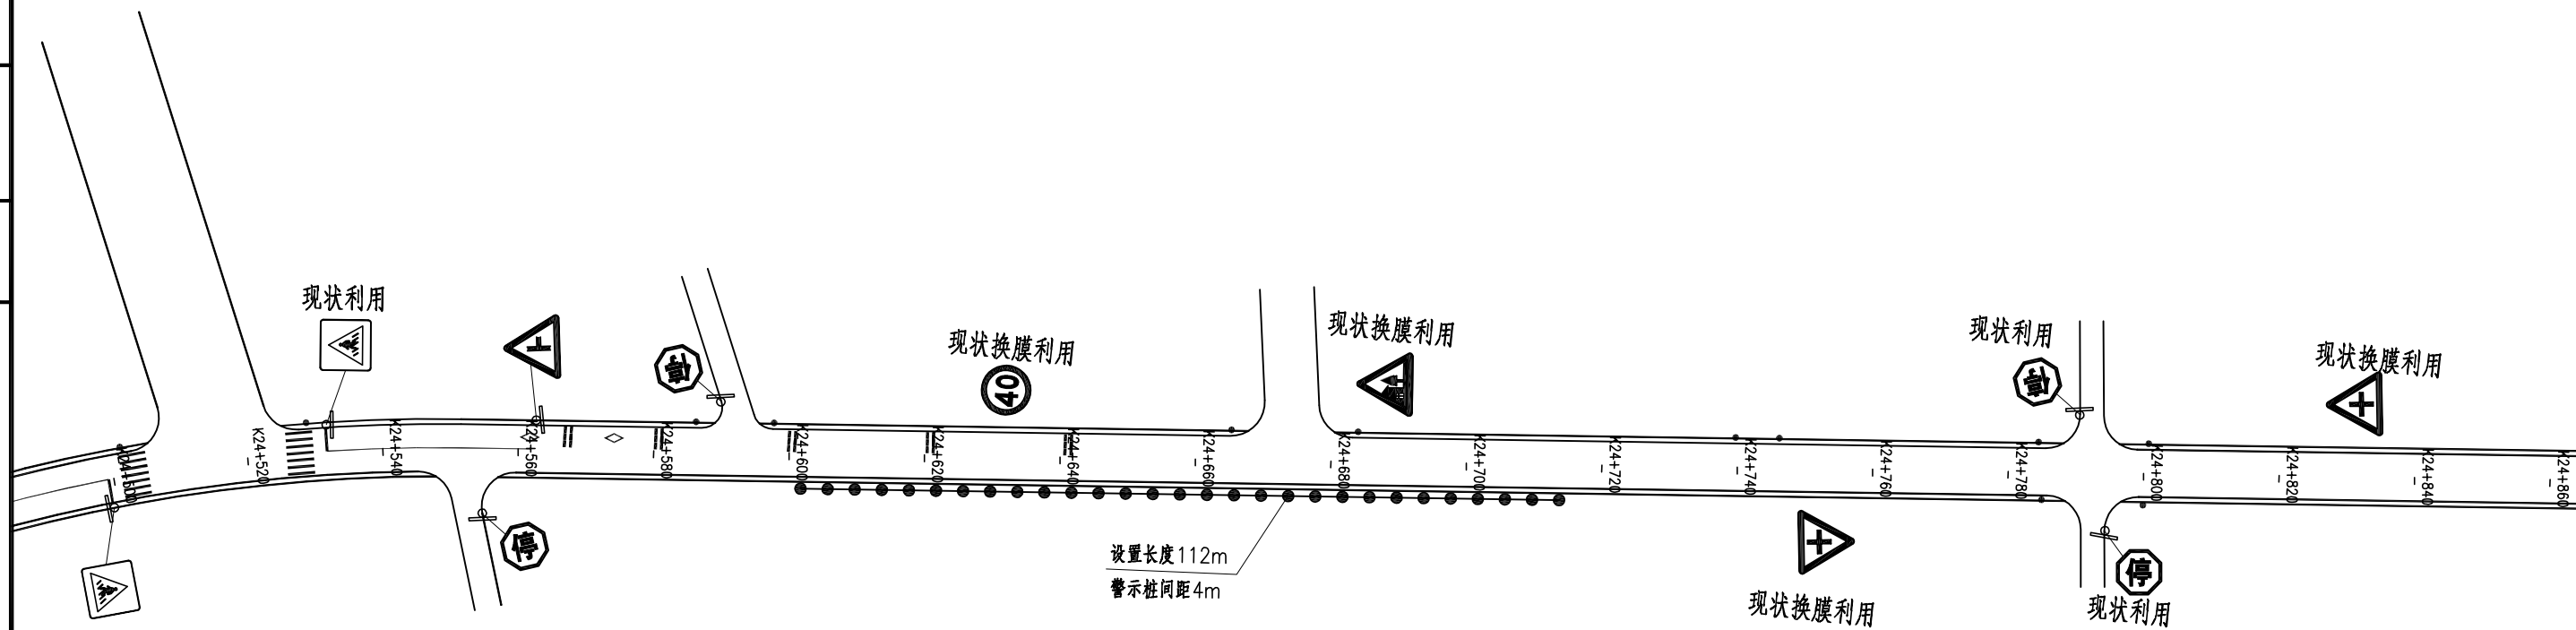 现状利用
停
现状换膜利用
40
现状换膜利用
现状利用
停
现状换膜利用
K24+500
K24+520
K24+540
K24+560
K24+580
K24+600
K24+620
K24+640
K24+660
K24+680
K24+700
K24+720
K24+740
K24+760
K24+780
K24+800
K24+820
K24+840
K24+860
停
设置长度112m
警示桩间距4m
现状换膜利用
停
现状利用